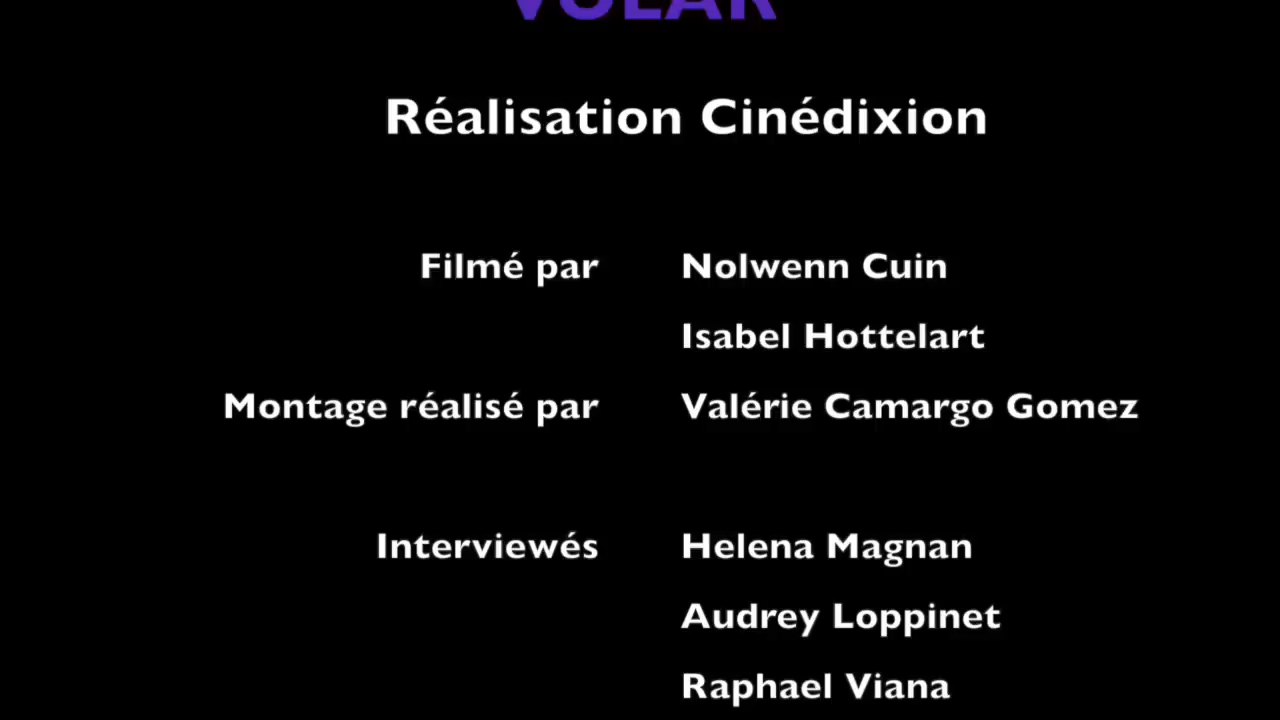 VOLAR
Réalisation Cinédixion
Filmé par Nolwenn Cuin
Isabel Hottelart
Montage réalisé par Valérie Camargo Gomez
Interviewés Helena Magnan
Audrey Loppinet
Raphael Viana